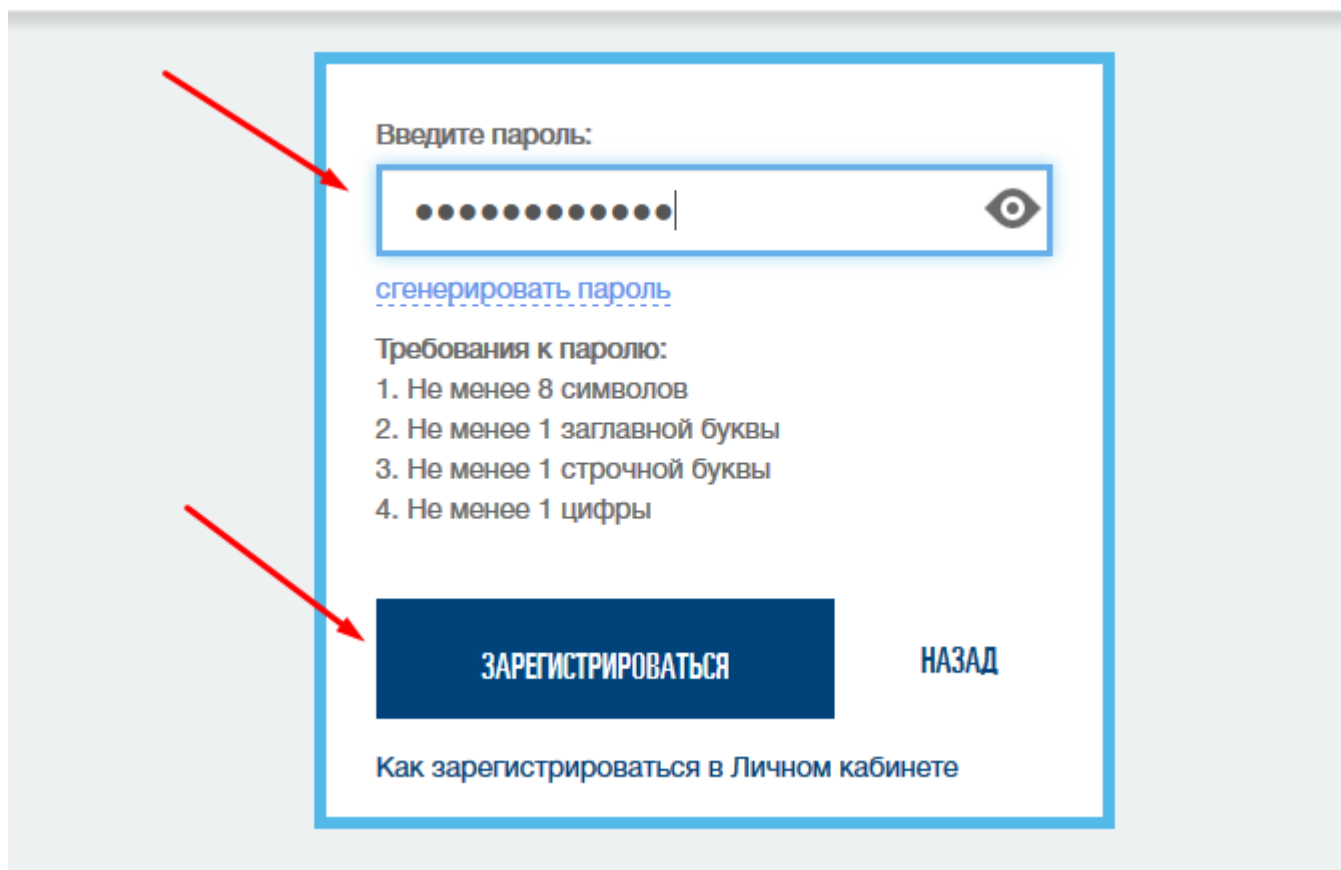 Введите пароль:
••••••••••••
сгенерировать пароль
Требования к паролю:
1. Не менее 8 символов
2. Не менее 1 заглавной буквы
3. Не менее 1 строчной буквы
4. Не менее 1 цифры
ЗАРЕГИСТРИРОВАТЬСЯ НАЗАД
Как зарегистрироваться в Личном кабинете